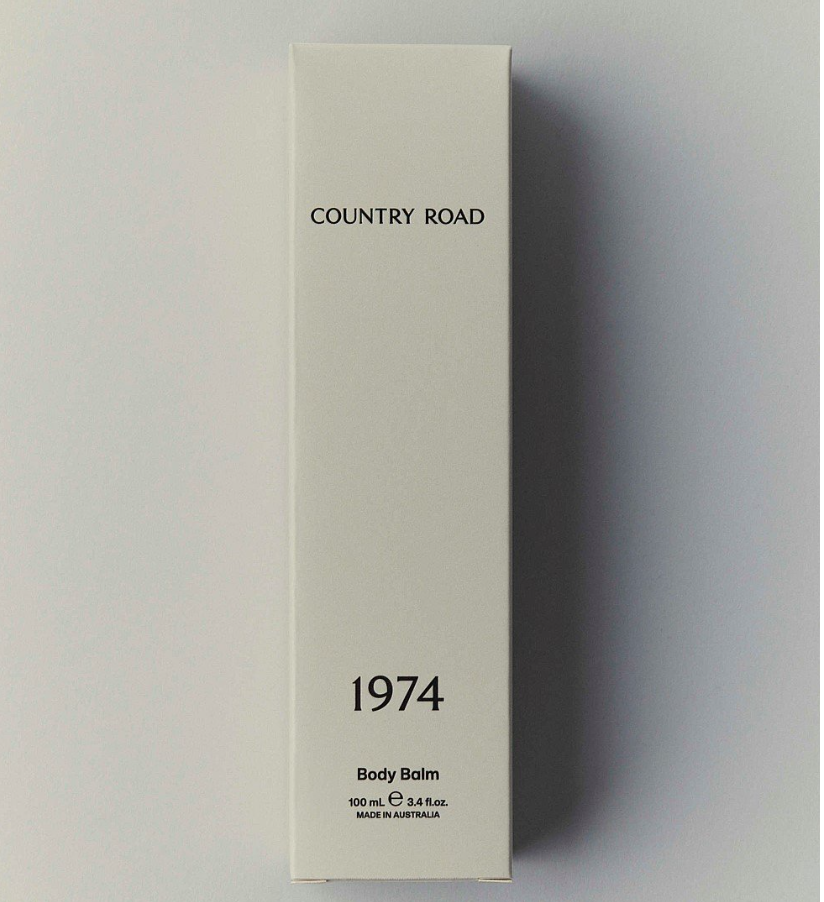 COUNTRY ROAD
1974
Body Balm
100 mL ℮ 3.4 fl.oz.
MADE IN AUSTRALIA